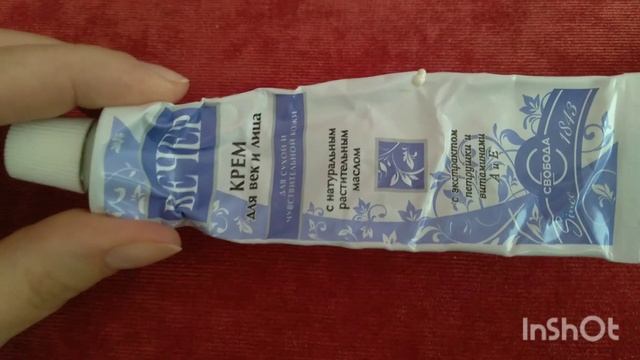 ВЕЧЕР
КРЕМ
для век и лица
ДЛЯ СУХОЙ И
ЧУВСТВИТЕЛЬНОЙ КОЖИ
с натуральным
растительным
маслом
с экстрактом
петрушки и
витаминами
А и Е
СВОБОДА
Since 1843
InShOt